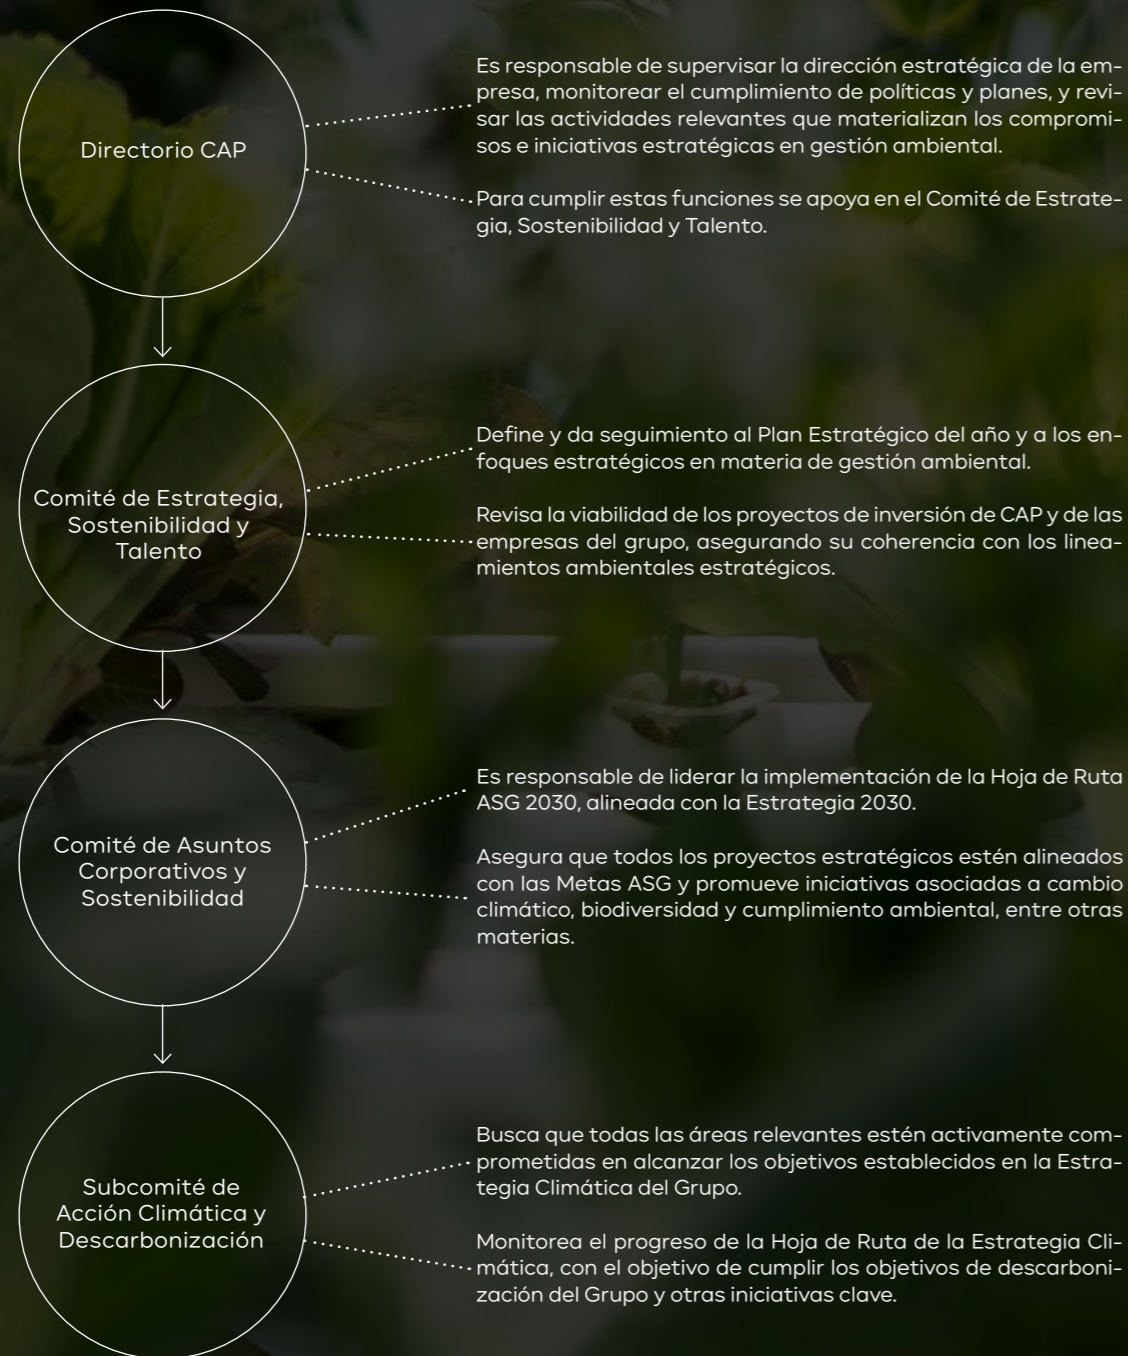 Directorio CAP
Es responsable de supervisar la dirección estratégica de la em-
presa, monitorear el cumplimiento de políticas y planes, y revi-
sar las actividades relevantes que materializan los compromi-
sos e iniciativas estratégicas en gestión ambiental.
Para cumplir estas funciones se apoya en el Comité de Estrate-
gia, Sostenibilidad y Talento.
Comité de Estrategia,
Sostenibilidad y
Talento
Define y da seguimiento al Plan Estratégico del año y a los en-
foques estratégicos en materia de gestión ambiental.
Revisa la viabilidad de los proyectos de inversión de CAP y de las
empresas del grupo, asegurando su coherencia con los linea-
mientos ambientales estratégicos.
Comité de Asuntos
Corporativos y
Sostenibilidad
Es responsable de liderar la implementación de la Hoja de Ruta
ASG 2030, alineada con la Estrategia 2030.
Asegura que todos los proyectos estratégicos estén alineados
con las Metas ASG y promueve iniciativas asociadas a cambio
climático, biodiversidad y cumplimiento ambiental, entre otras
materias.
Subcomité de
Acción Climática y
Descarbonización
Busca que todas las áreas relevantes estén activamente com-
prometidas en alcanzar los objetivos establecidos en la Estra-
tegia Climática del Grupo.
Monitorea el progreso de la Hoja de Ruta de la Estrategia Cli-
mática, con el objetivo de cumplir los objetivos de descarboni-
zación del Grupo y otras iniciativas clave.